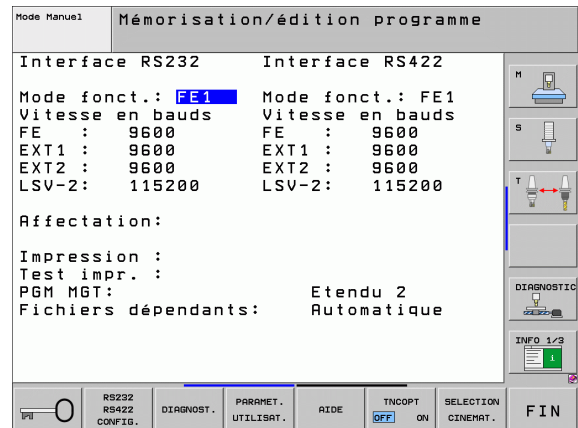 Mode Manuel
Mémorisation/édition programme
Interface RS232 Interface RS422
Mode fonct.: FE1 Mode fonct.: FE1
Vitesse en bauds Vitesse en bauds
FE : 9600 FE : 9600
EXT1 : 9600 EXT1 : 9600
EXT2 : 9600 EXT2 : 9600
LSV-2: 115200 LSV-2: 115200
Affectation:
Impression :
Test impr. :
PGM MGT: Etendu 2
Fichiers dépendants: Automatique
M
S
T
DIAGNOSTIC
INFO 1/3
i
RS232
RS422
CONFIG.
DIAGNOST.
PARAMET.
UTILISAT.
AIDE
TNCOPT
OFF ON
SELECTION
CINEMAT.
FIN